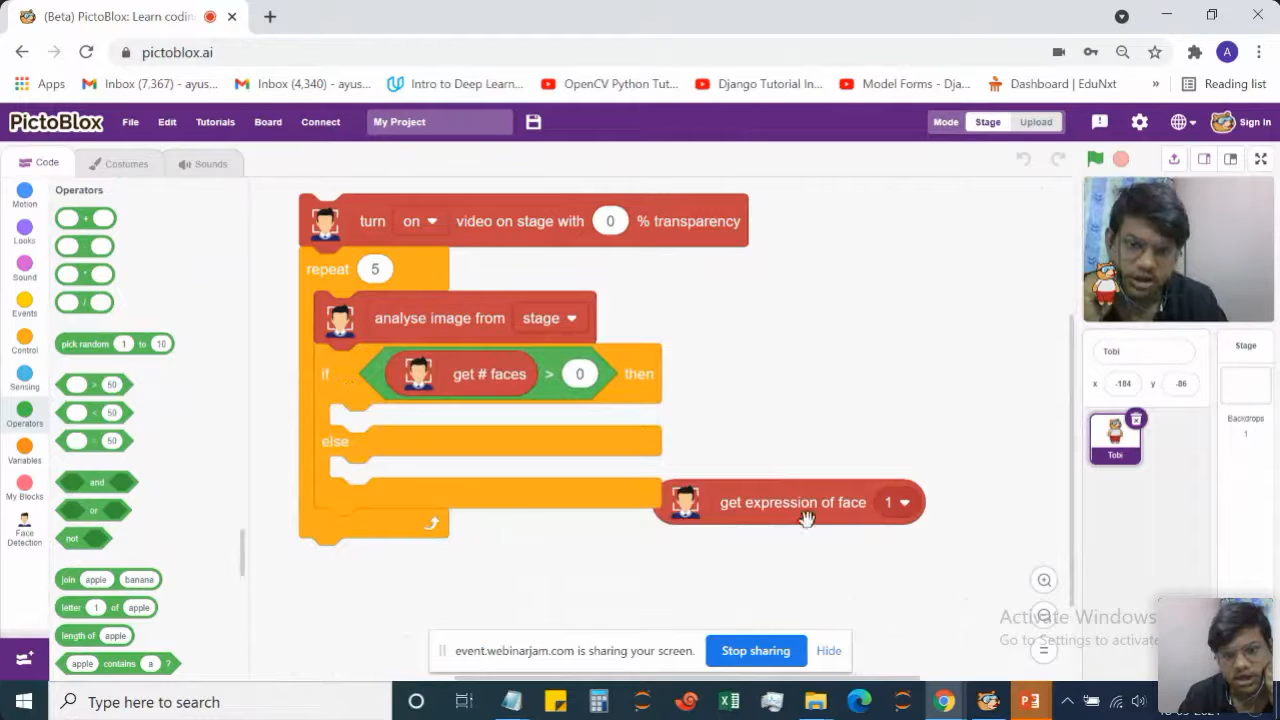 (Beta) PictoBlox: Learn codin
pictoblox.ai
Apps
Inbox (7,367) - ayus...
Inbox (4,340) - ayus...
Intro to Deep Learn...
OpenCV Python Tut...
Django Tutorial In...
Model Forms - Dja...
Dashboard | EduNxt
»
Reading list
PictoBlox
File
Edit
Tutorials
Board
Connect
My Project
Mode
Stage
Upload
Sign In
Code
Costumes
Sounds
Motion
Looks
Sound
Events
Control
Sensing
Operators
Variables
My Blocks
Face
Detection
Operators
+
-
*
/
pick random 1 to 10
> 50
< 50
= 50
and
or
not
join apple banana
letter 1 of apple
length of apple
apple contains a ?
turn on video on stage with 0 % transparency
repeat 5
analyse image from stage
if get # faces > 0 then
else
get expression of face 1
Tobi
x -184 y -86
Tobi
Stage
Backdrops
1
Activate Windows
Go to Settings to activate
event.webinarjam.com is sharing your screen.
Stop sharing
Hide
Type here to search